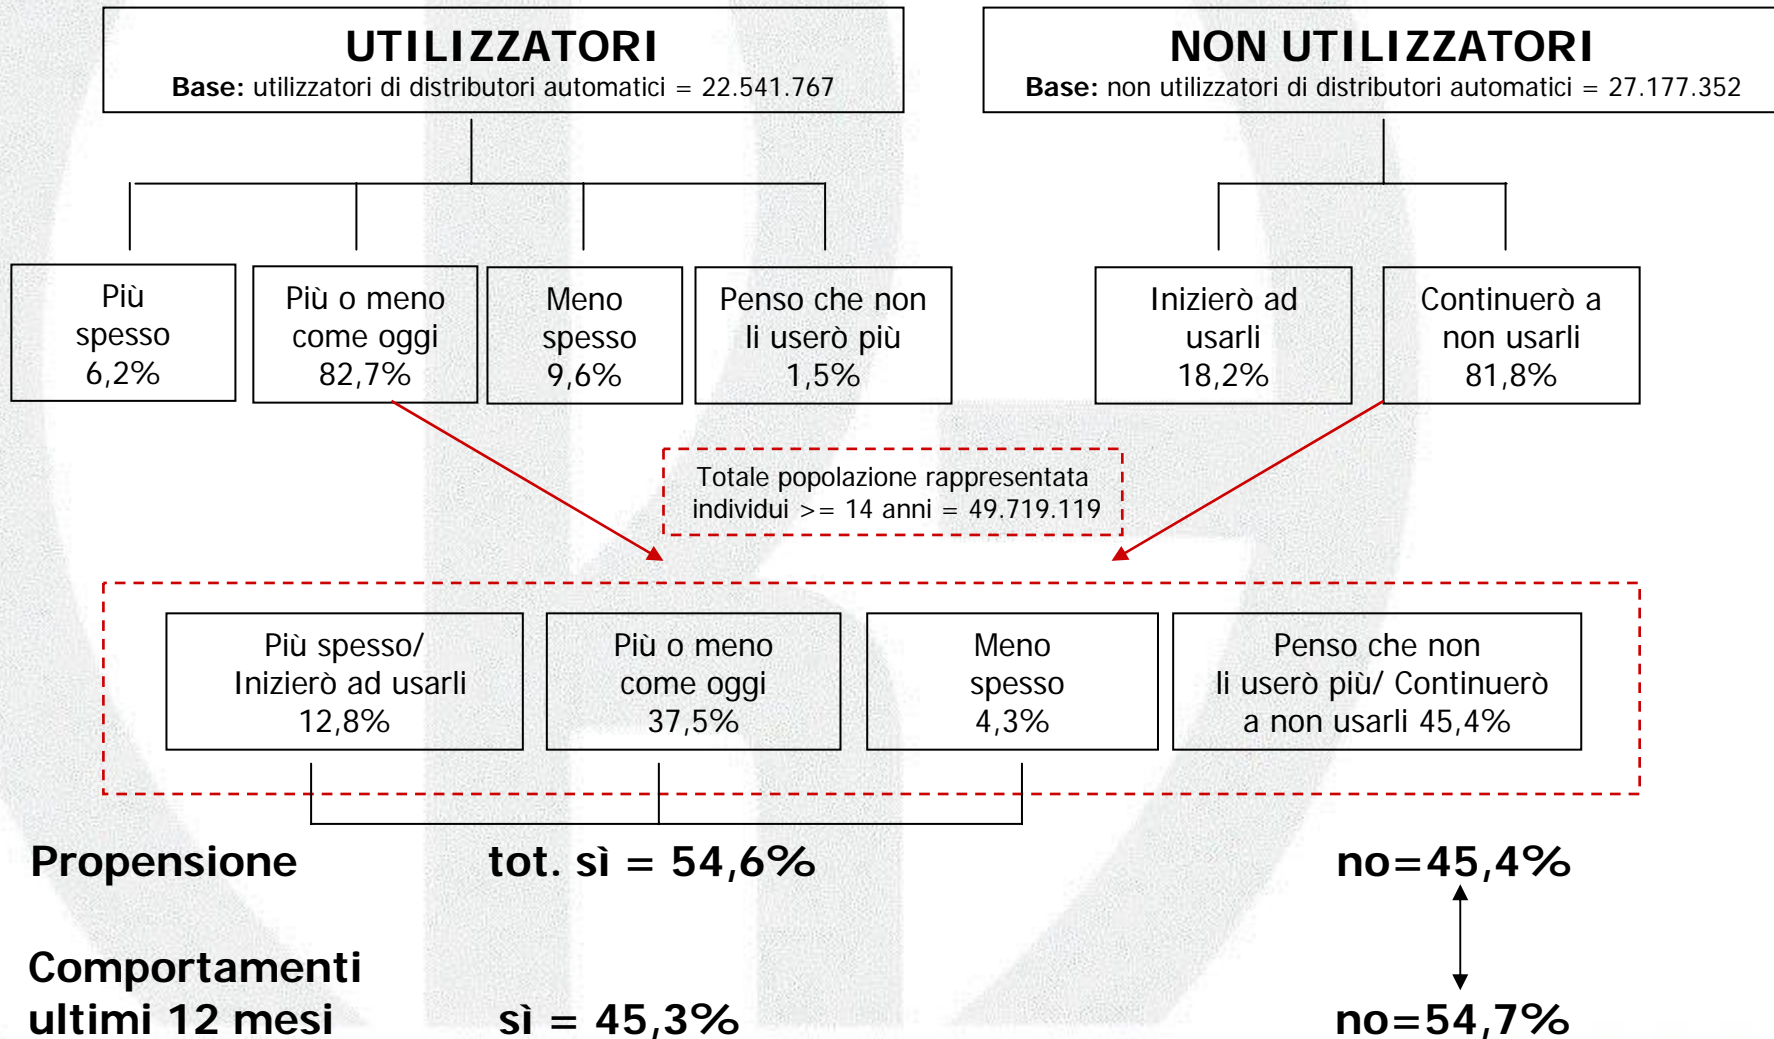 UTILIZZATORI
Base: utilizzatori di distributori automatici = 22.541.767
NON UTILIZZATORI
Base: non utilizzatori di distributori automatici = 27.177.352
Più
spesso
6,2%
Più o meno
come oggi
82,7%
Meno
spesso
9,6%
Penso che non
li userò più
1,5%
Inizierò ad
usarli
18,2%
Continuerò a
non usarli
81,8%
Totale popolazione rappresentata
individui >= 14 anni = 49.719.119
Più spesso/
Inizierò ad usarli
12,8%
Più o meno
come oggi
37,5%
Meno
spesso
4,3%
Penso che non
li userò più/ Continuerò
a non usarli 45,4%
Propensione
tot. sì = 54,6%
no=45,4%
Comportamenti
ultimi 12 mesi
sì = 45,3%
no=54,7%